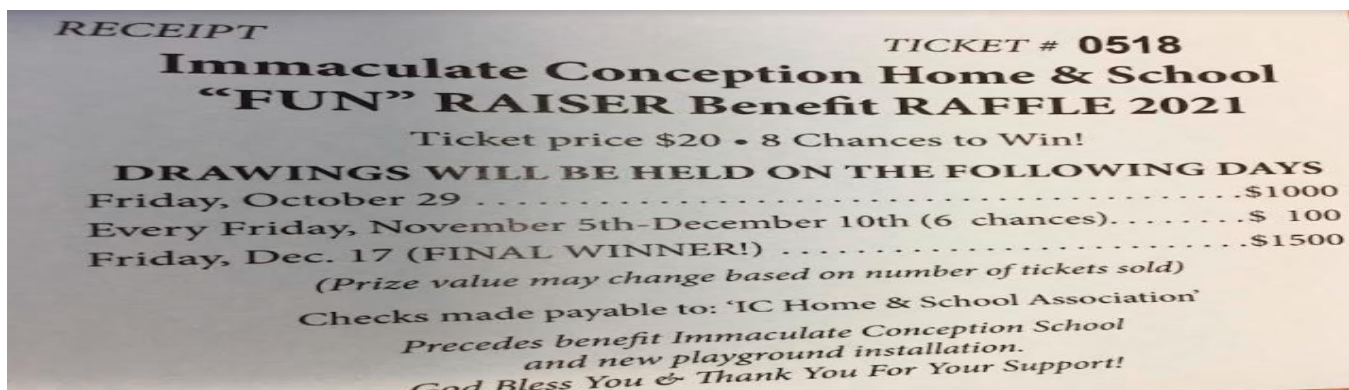 RECEIPT
TICKET # 0518
Immaculate Conception Home & School
“FUN” RAISER Benefit RAFFLE 2021
Ticket price $20 • 8 Chances to Win!
DRAWINGS WILL BE HELD ON THE FOLLOWING DAYS
Friday, October 29 ..................................................$1000
Every Friday, November 5th-December 10th (6 chances)........$ 100
Friday, Dec. 17 (FINAL WINNER!) ..............................$1500
(Prize value may change based on number of tickets sold)
Checks made payable to: ‘IC Home & School Association’
Precedes benefit Immaculate Conception School
and new playground installation.
God Bless You & Thank You For Your Support!